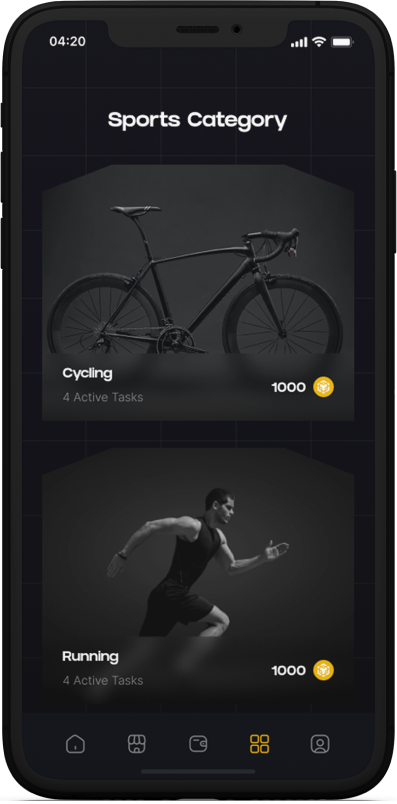 04:20
Sports Category
Cycling
1000
4 Active Tasks
Running
1000
4 Active Tasks